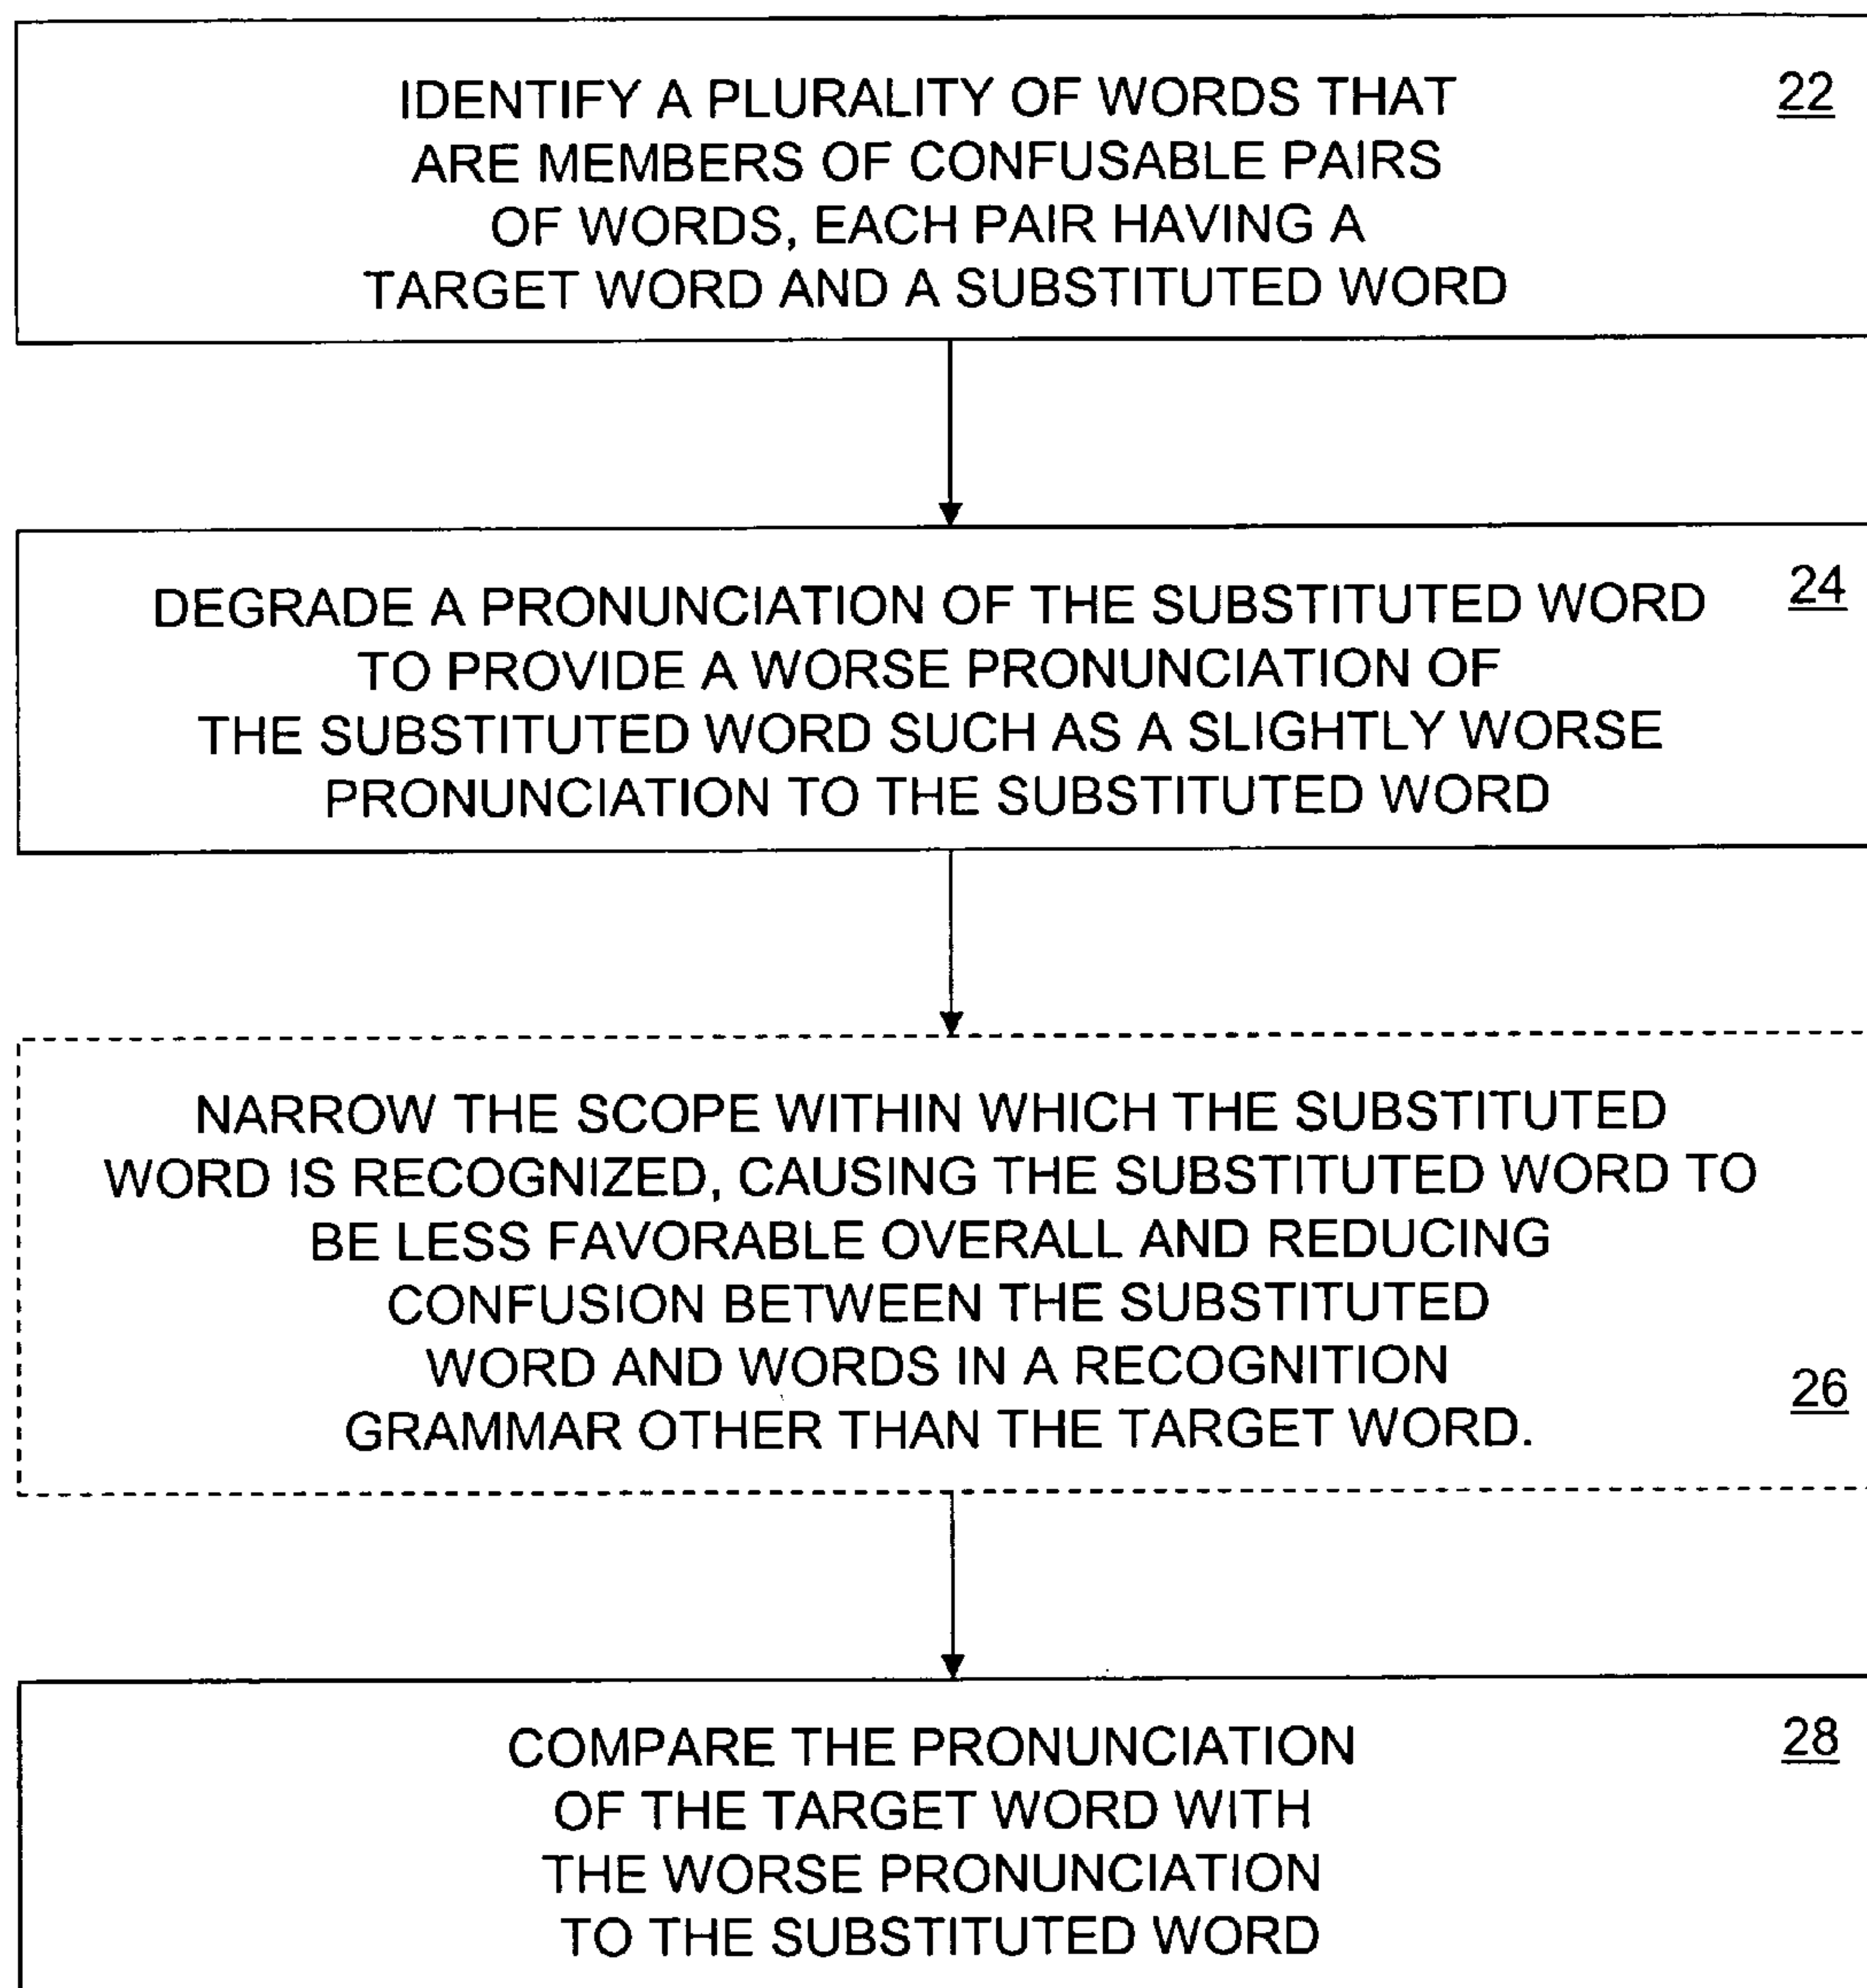 IDENTIFY A PLURALITY OF WORDS THAT
22
ARE MEMBERS OF CONFUSABLE PAIRS
OF WORDS, EACH PAIR HAVING A
TARGET WORD AND A SUBSTITUTED WORD
DEGRADE A PRONUNCIATION OF THE SUBSTITUTED WORD
24
TO PROVIDE A WORSE PRONUNCIATION OF
THE SUBSTITUTED WORD SUCH AS A SLIGHTLY WORSE
PRONUNCIATION TO THE SUBSTITUTED WORD
NARROW THE SCOPE WITHIN WHICH THE SUBSTITUTED
WORD IS RECOGNIZED, CAUSING THE SUBSTITUTED WORD TO
BE LESS FAVORABLE OVERALL AND REDUCING
CONFUSION BETWEEN THE SUBSTITUTED
WORD AND WORDS IN A RECOGNITION
26
GRAMMAR OTHER THAN THE TARGET WORD.
COMPARE THE PRONUNCIATION
28
OF THE TARGET WORD WITH
THE WORSE PRONUNCIATION
TO THE SUBSTITUTED WORD